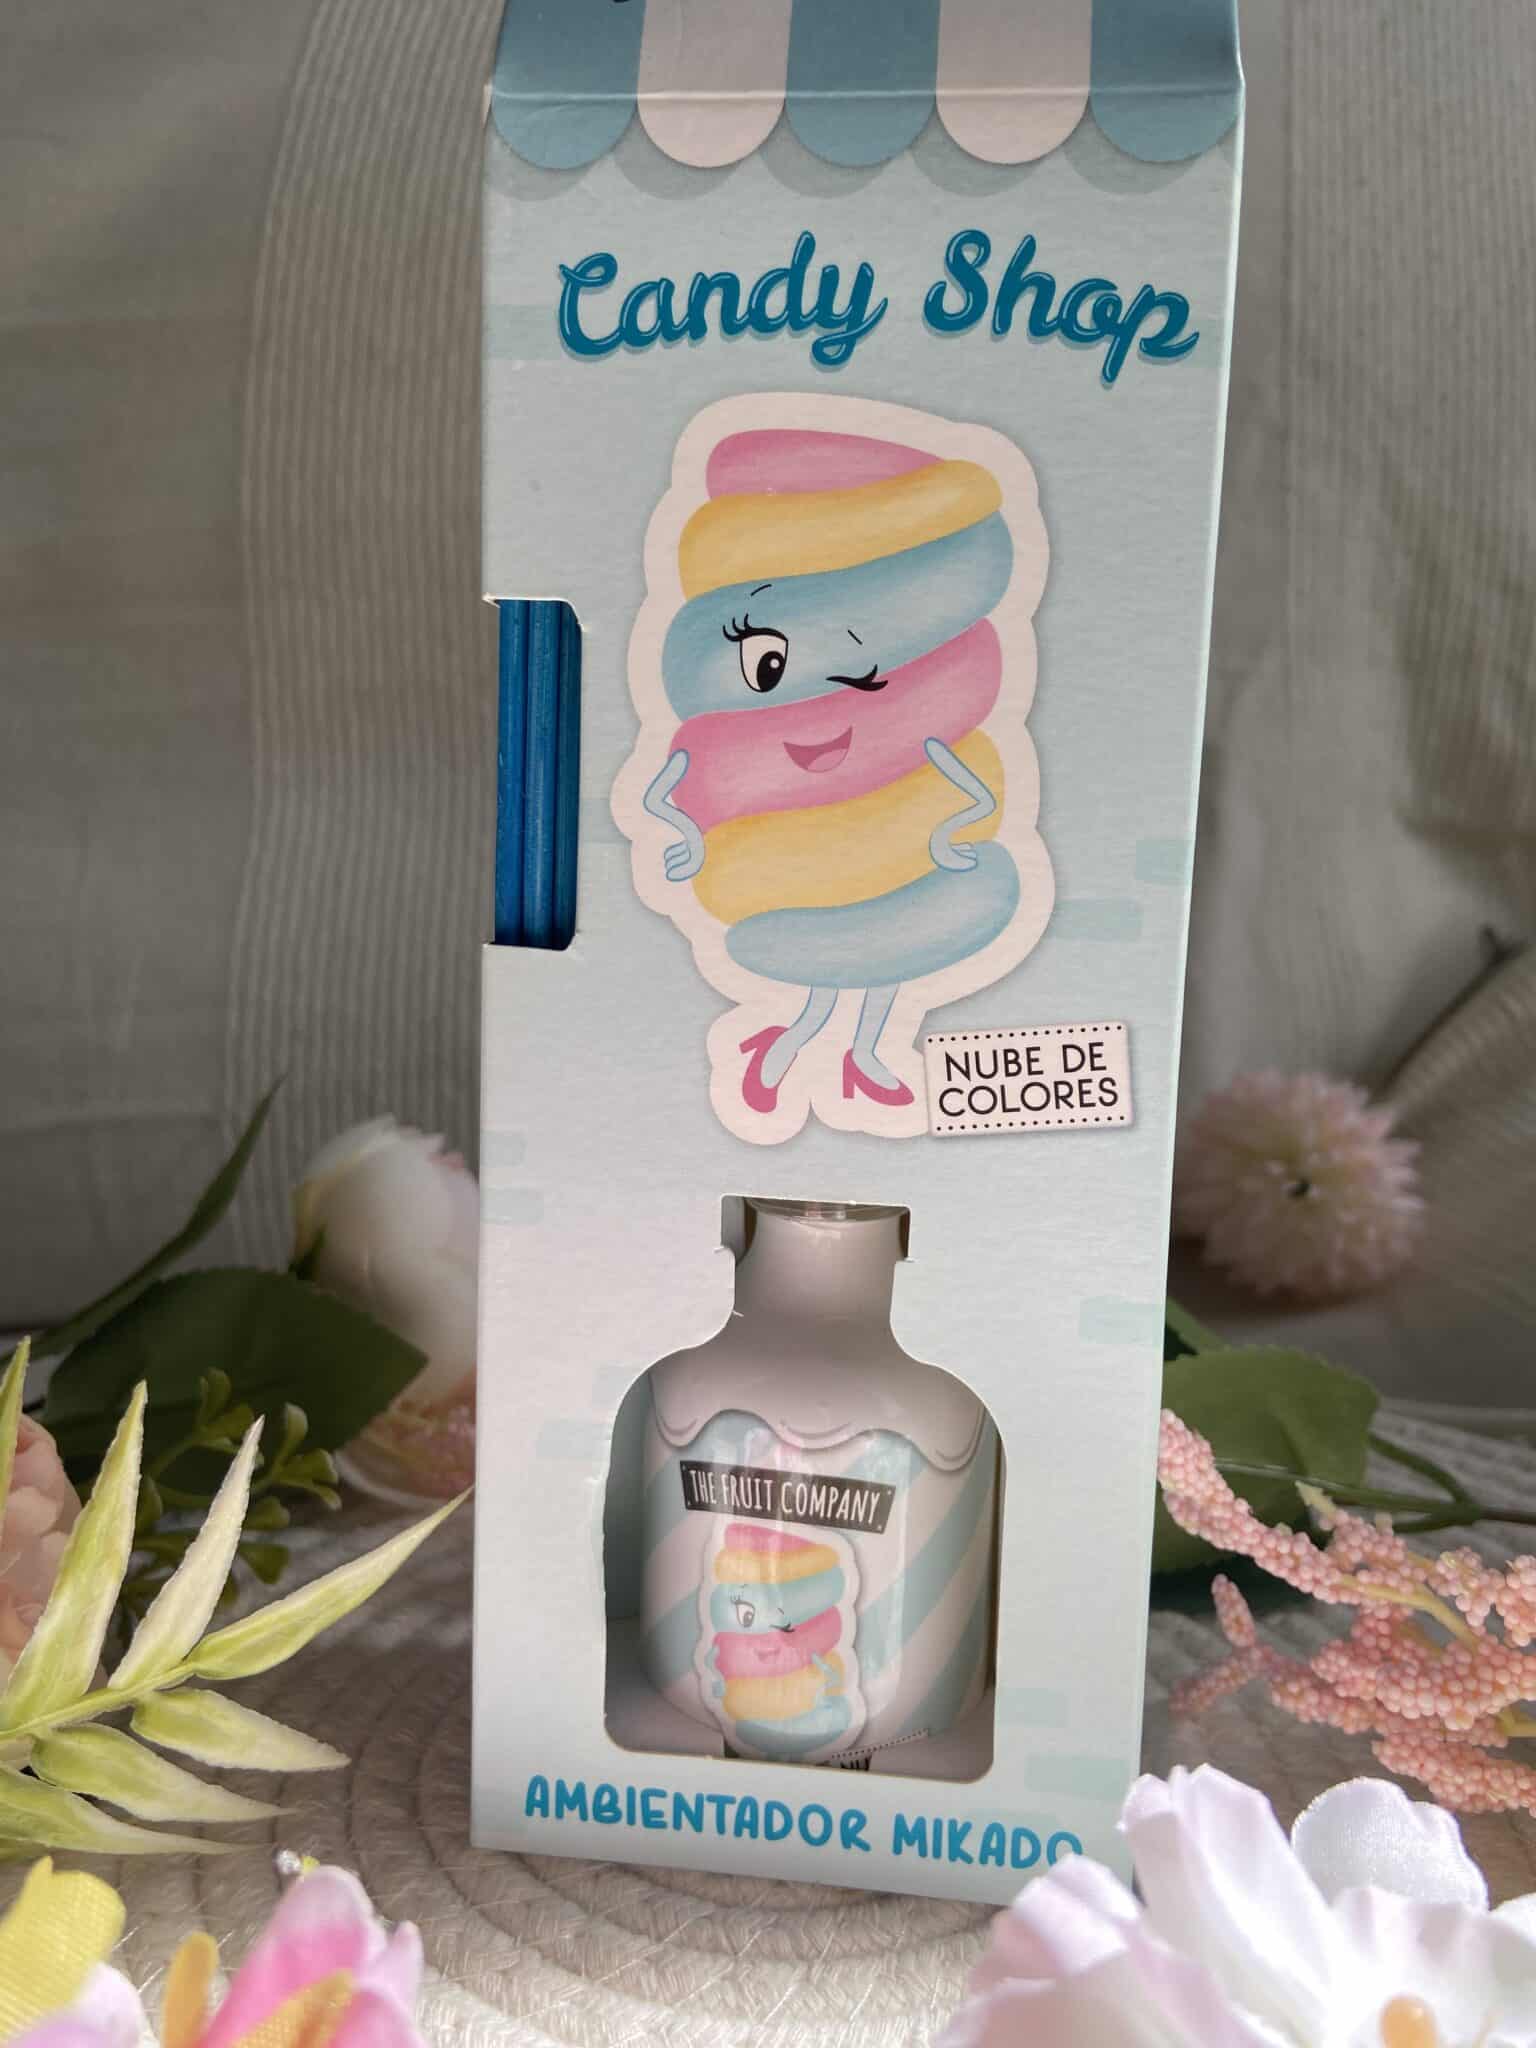 Candy Shop
NUBE DE
COLORES
THE FRUIT COMPANY
AMBIENTADOR MIKADO